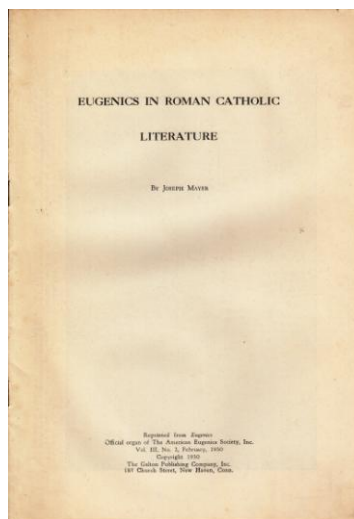 EUGENICS IN ROMAN CATHOLIC
LITERATURE
By Joseph Mayer
Reprinted from Eugenics
Official organ of The American Eugenics Society, Inc.
Vol. III, No. 2, February, 1930
Copyright 1930
The Galton Publishing Company, Inc.
185 Church Street, New Haven, Conn.